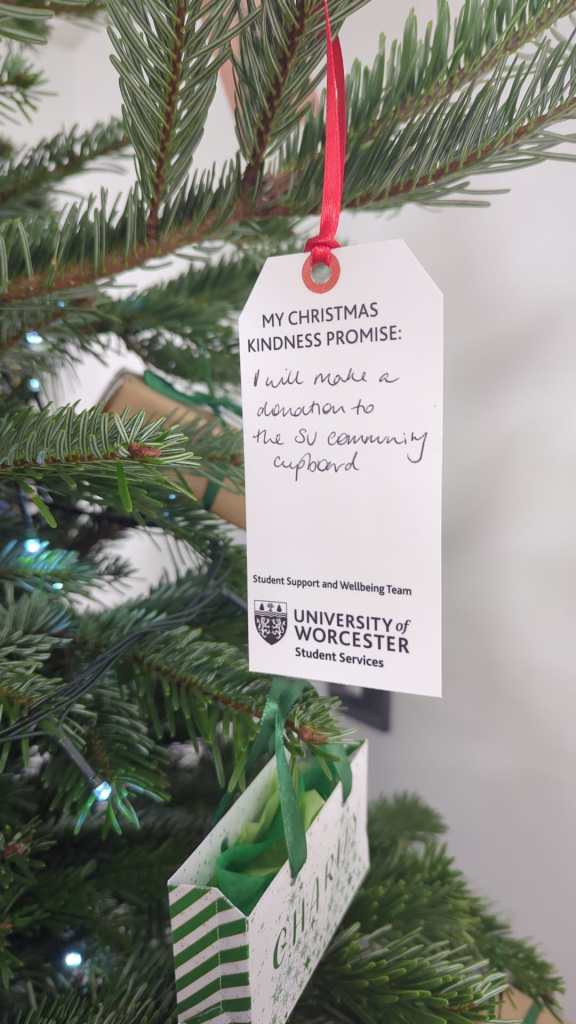 MY CHRISTMAS
KINDNESS PROMISE:
I will make a
donation to
the SU community
cupboard
Student Support and Wellbeing Team
UNIVERSITY of
WORCESTER
Student Services